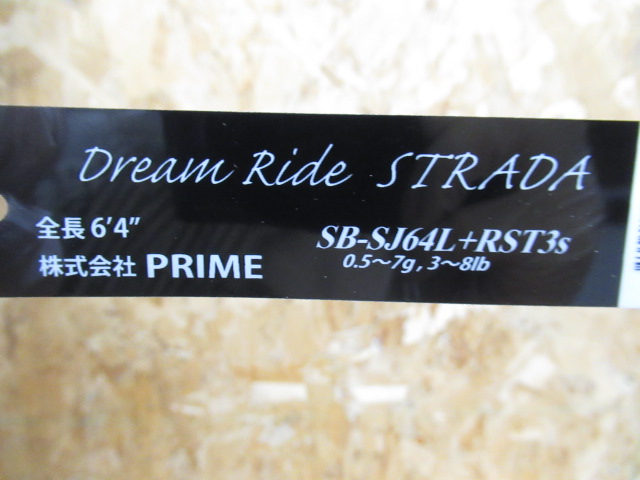 Dream Ride STRADA
全長 6'4"
SB-SJ64L+RST3s
0.5～7g , 3～8lb
株式会社 PRIME